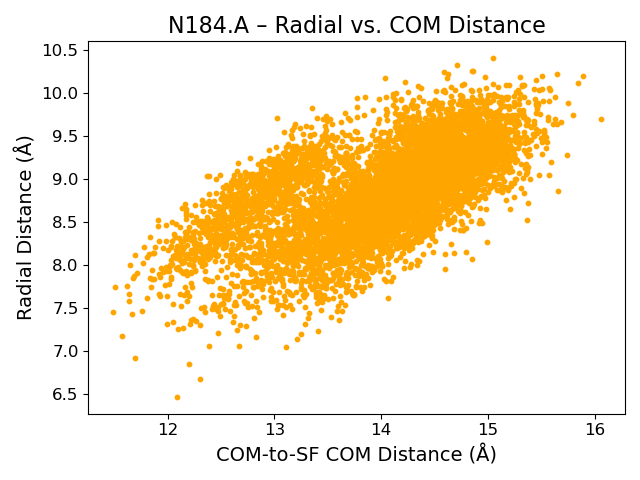 N184.A – Radial vs. COM Distance
10.5
10.0
9.5
9.0
8.5
8.0
7.5
7.0
6.5
Radial Distance (Å)
12 13 14 15 16
COM-to-SF COM Distance (Å)